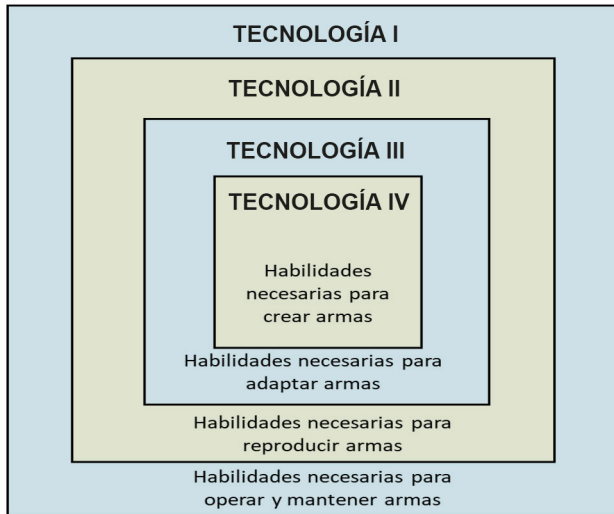 TECNOLOGÍA I
TECNOLOGÍA II
TECNOLOGÍA III
TECNOLOGÍA IV
Habilidades
necesarias para
crear armas
Habilidades necesarias para
adaptar armas
Habilidades necesarias para
reproducir armas
Habilidades necesarias para
operar y mantener armas